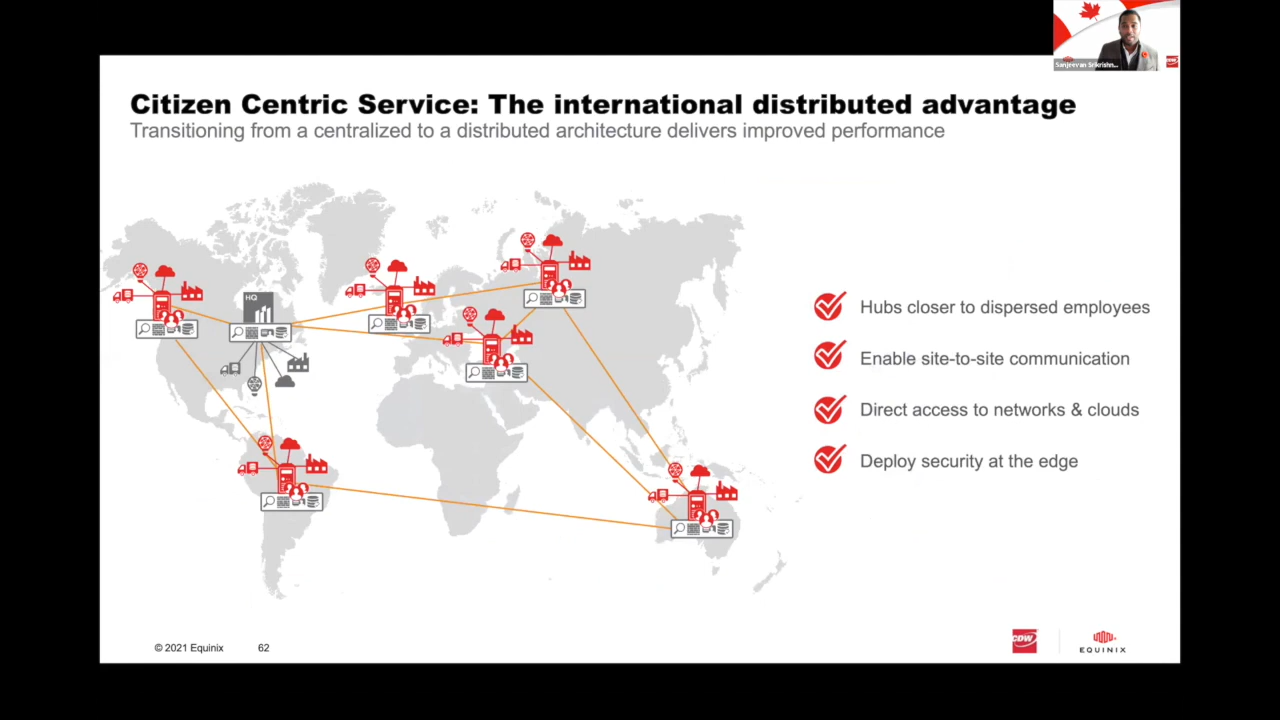 Sanjeevan Srikrishn...
Citizen Centric Service: The international distributed advantage
Transitioning from a centralized to a distributed architecture delivers improved performance
HQ
Hubs closer to dispersed employees
Enable site-to-site communication
Direct access to networks & clouds
Deploy security at the edge
© 2021 Equinix 62
CDW
EQUINIX